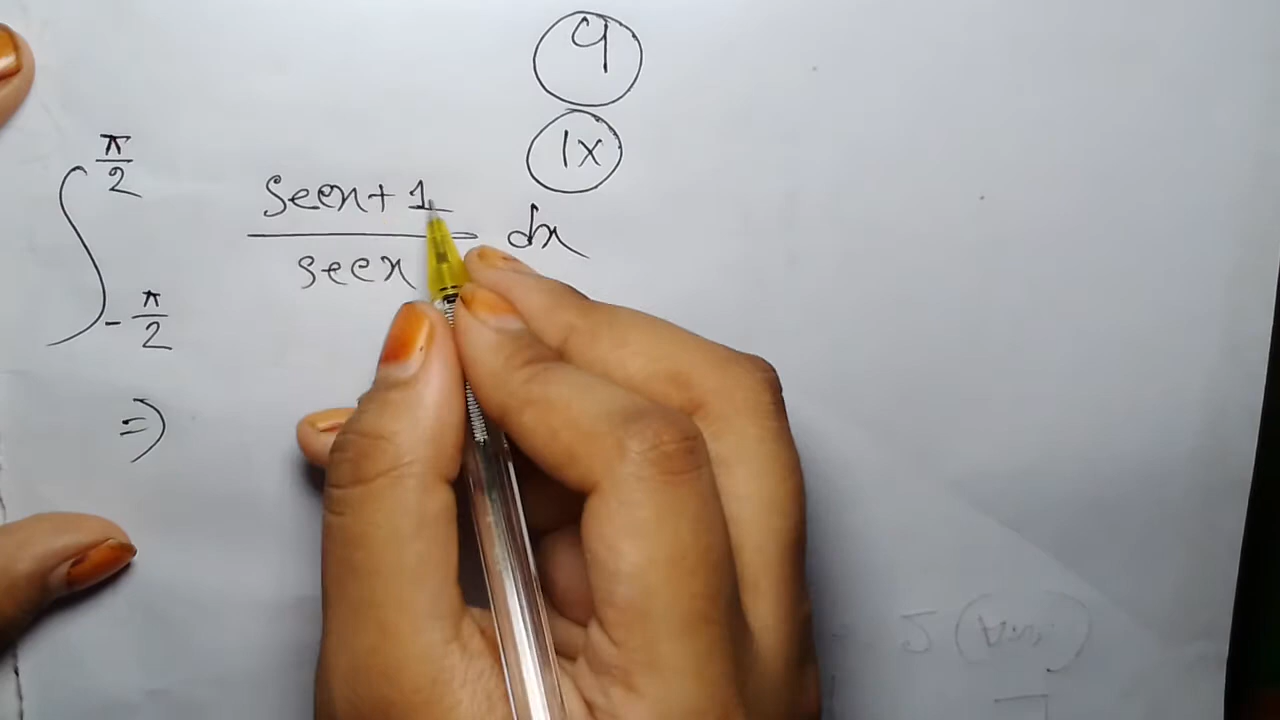 9
1x
∫_{-π/2}^{π/2} (secx + 1)/(secx) dx
⇒